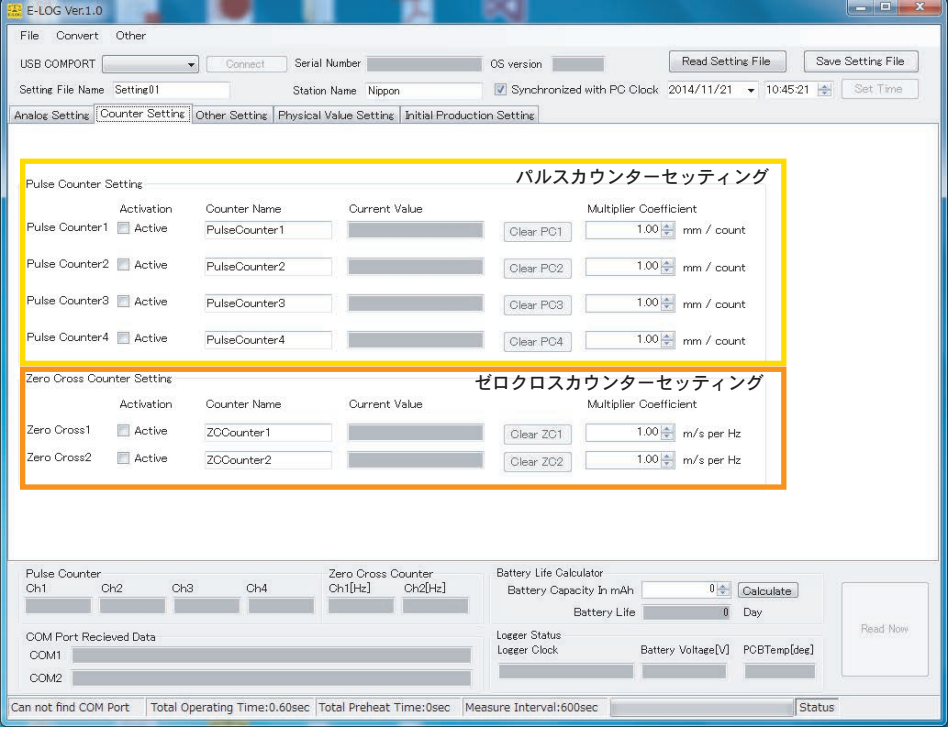 E-LOG Ver.1.0
File Convert Other
USB COMPORT Connect Serial Number OS version Read Setting File Save Setting File
Setting File Name Setting01 Station Name Nippon Synchronized with PC Clock 2014/11/21 10:45:21 Set Time
Analog Setting Counter Setting Other Setting Physical Value Setting Initial Production Setting
パルスカウンターセッティング
Pulse Counter Setting
Activation Counter Name Current Value Multiplier Coefficient
Pulse Counter1 Active PulseCounter1 Clear PC1 1.00 mm / count
Pulse Counter2 Active PulseCounter2 Clear PC2 1.00 mm / count
Pulse Counter3 Active PulseCounter3 Clear PC3 1.00 mm / count
Pulse Counter4 Active PulseCounter4 Clear PC4 1.00 mm / count
Zero Cross Counter Setting ゼロクロスカウンターセッティング
Activation Counter Name Current Value Multiplier Coefficient
Zero Cross1 Active ZCCounter1 Clear ZC1 1.00 m/s per Hz
Zero Cross2 Active ZCCounter2 Clear ZC2 1.00 m/s per Hz
Pulse Counter Zero Cross Counter Battery Life Calculator
Ch1 Ch2 Ch3 Ch4 Ch1[Hz] Ch2[Hz] Battery Capacity In mAh 0 Calculate
Battery Life 0 Day
COM Port Recieved Data Logger Status Read Now
COM1 Logger Clock Battery Voltage[V] PCBTemp[deg]
COM2
Can not find COM Port Total Operating Time:0.60sec Total Preheat Time:0sec Measure Interval:600sec Status